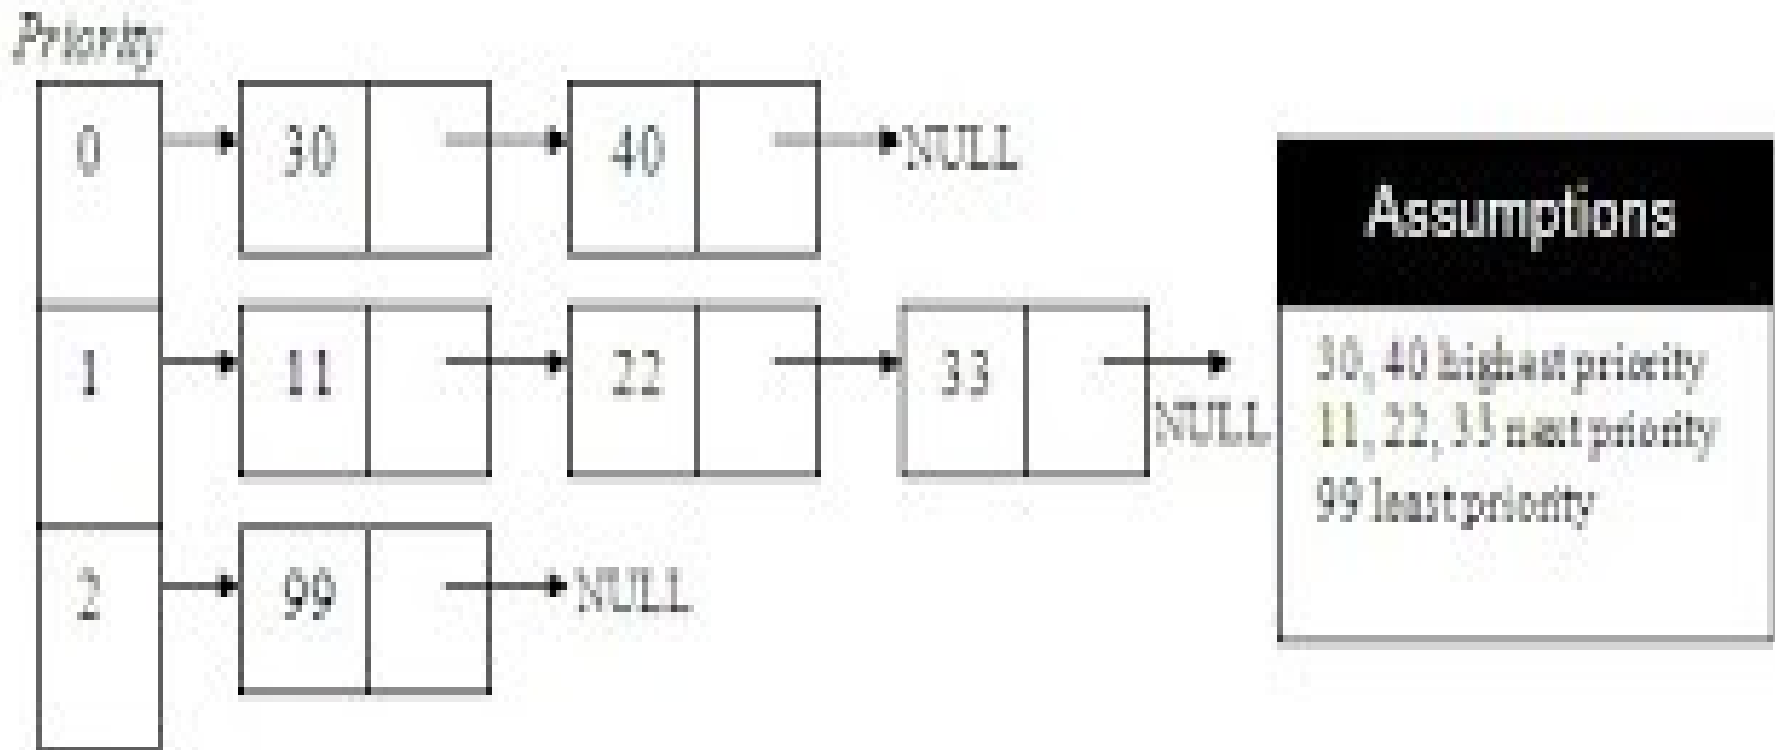 Priority
0 30 40 NULL
1 11 22 33 NULL
2 99 NULL
Assumptions
30, 40 highest priority
11, 22, 33 next priority
99 least priority